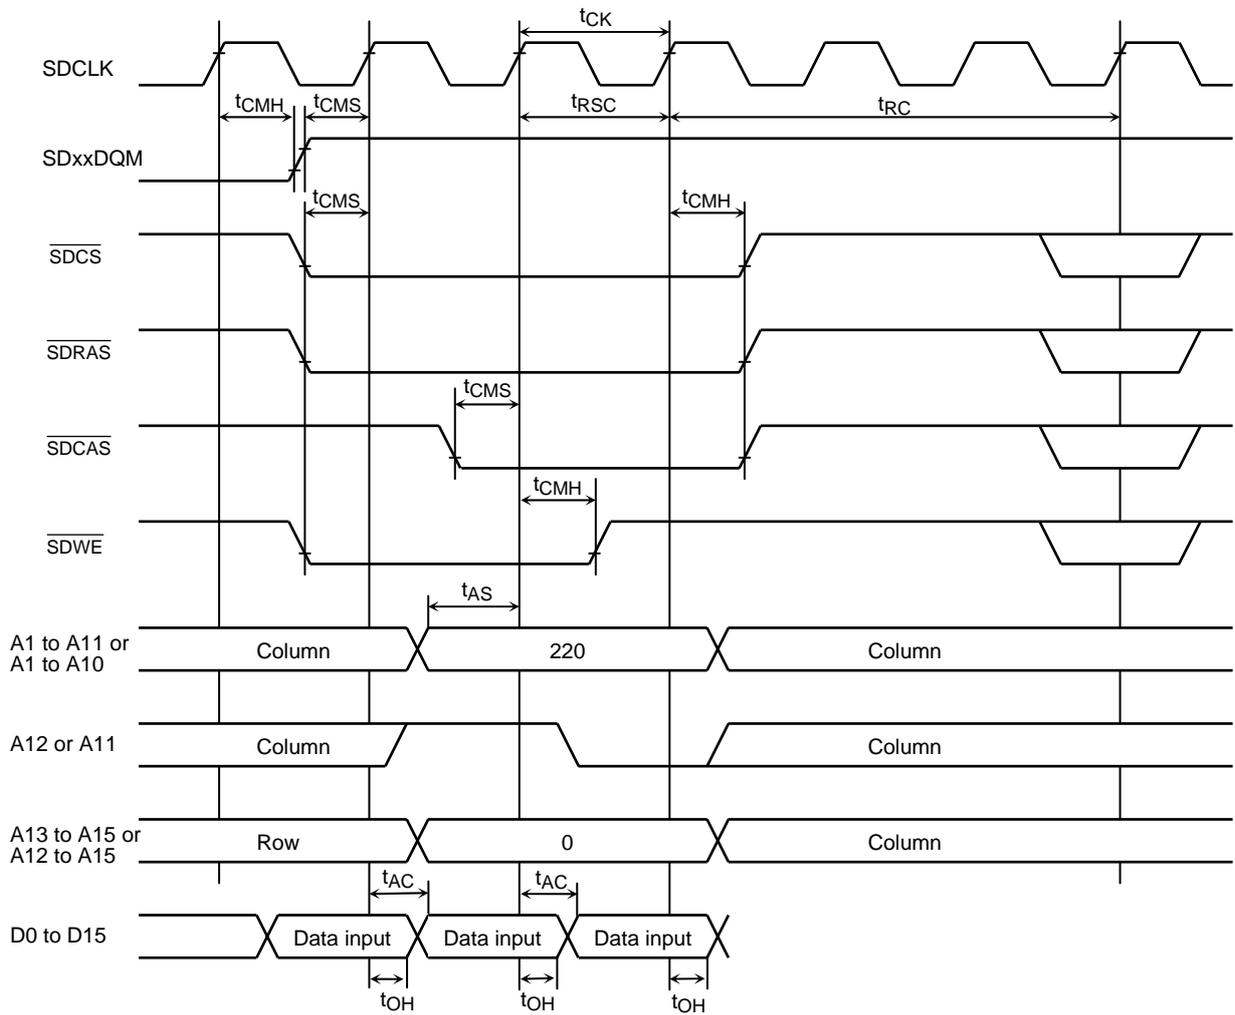 tCK
SDCLK
tCMH
tCMS
tRSC
tRC
SDxxDQM
tCMS
tCMH
SDCS
SDRAS
tCMS
SDCAS
tCMH
SDWE
tAS
A1 to A11 or
A1 to A10
Column
220
Column
A12 or A11
Column
Column
A13 to A15 or
A12 to A15
Row
0
Column
tAC
tAC
D0 to D15
Data input
Data input
Data input
tOH
tOH
tOH